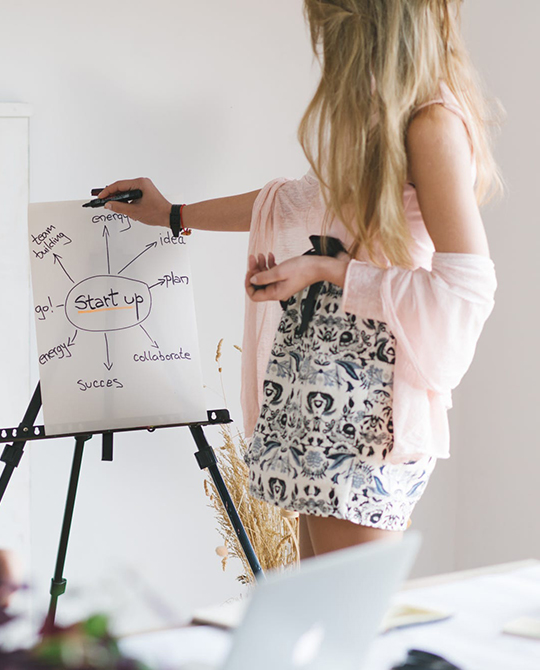 energy
team
building
idea
plan
go!
Start up
energy
collaborate
succes